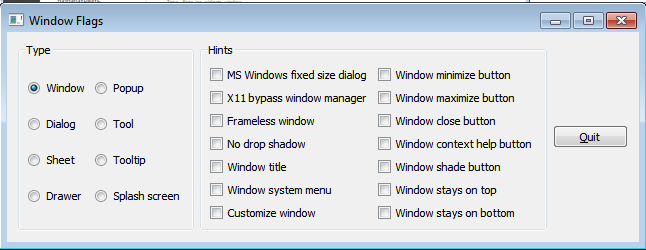 Window Flags
Type
Window
Popup
Dialog
Tool
Sheet
Tooltip
Drawer
Splash screen
Hints
MS Windows fixed size dialog
X11 bypass window manager
Frameless window
No drop shadow
Window title
Window system menu
Customize window
Window minimize button
Window maximize button
Window close button
Window context help button
Window shade button
Window stays on top
Window stays on bottom
Quit